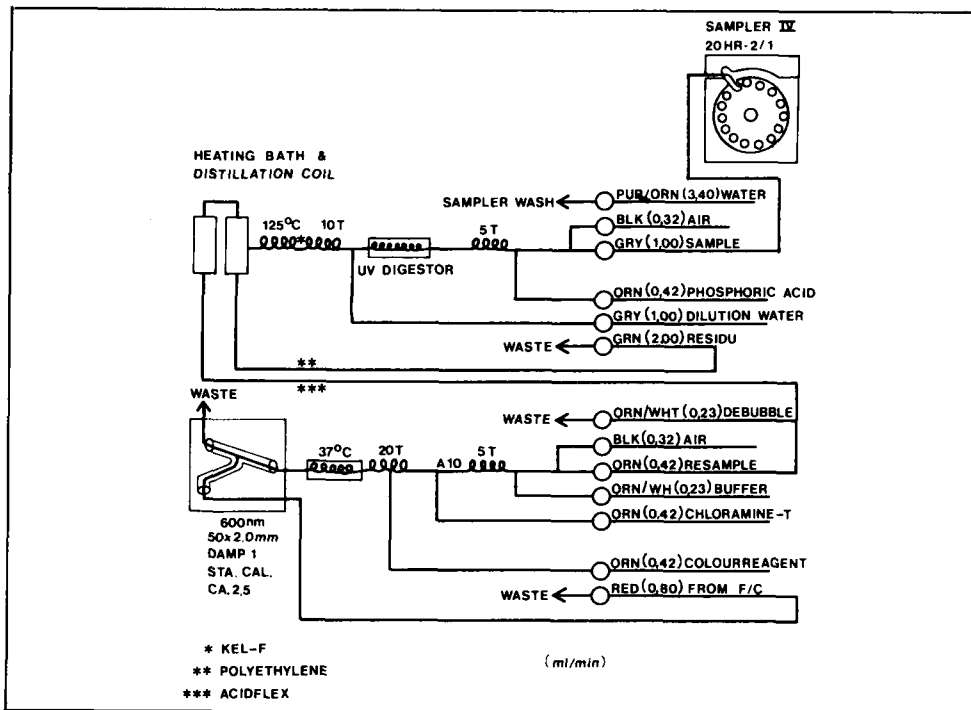 SAMPLER IV
20HR-2/1
HEATING BATH &
DISTILLATION COIL
SAMPLER WASH
PUR/ORN (3,40) WATER
125°C * 10T
5T
BLK (0,32) AIR
GRY (1,00) SAMPLE
UV DIGESTOR
ORN (0,42) PHOSPHORIC ACID
GRY (1,00) DILUTION WATER
WASTE
GRN (2,00) RESIDU
**
***
WASTE
WASTE
ORN/WHT (0,23) DEBUBBLE
BLK (0,32) AIR
37°C
20T
A10
5T
ORN (0,42) RESAMPLE
ORN/WH (0,23) BUFFER
ORN (0,42) CHLORAMINE-T
600nm
50x2.0mm
DAMP 1
STA. CAL.
CA. 2,5
ORN (0,42) COLOURREAGENT
WASTE
RED (0,80) FROM F/C
* KEL-F
** POLYETHYLENE
*** ACIDFLEX
(ml/min)